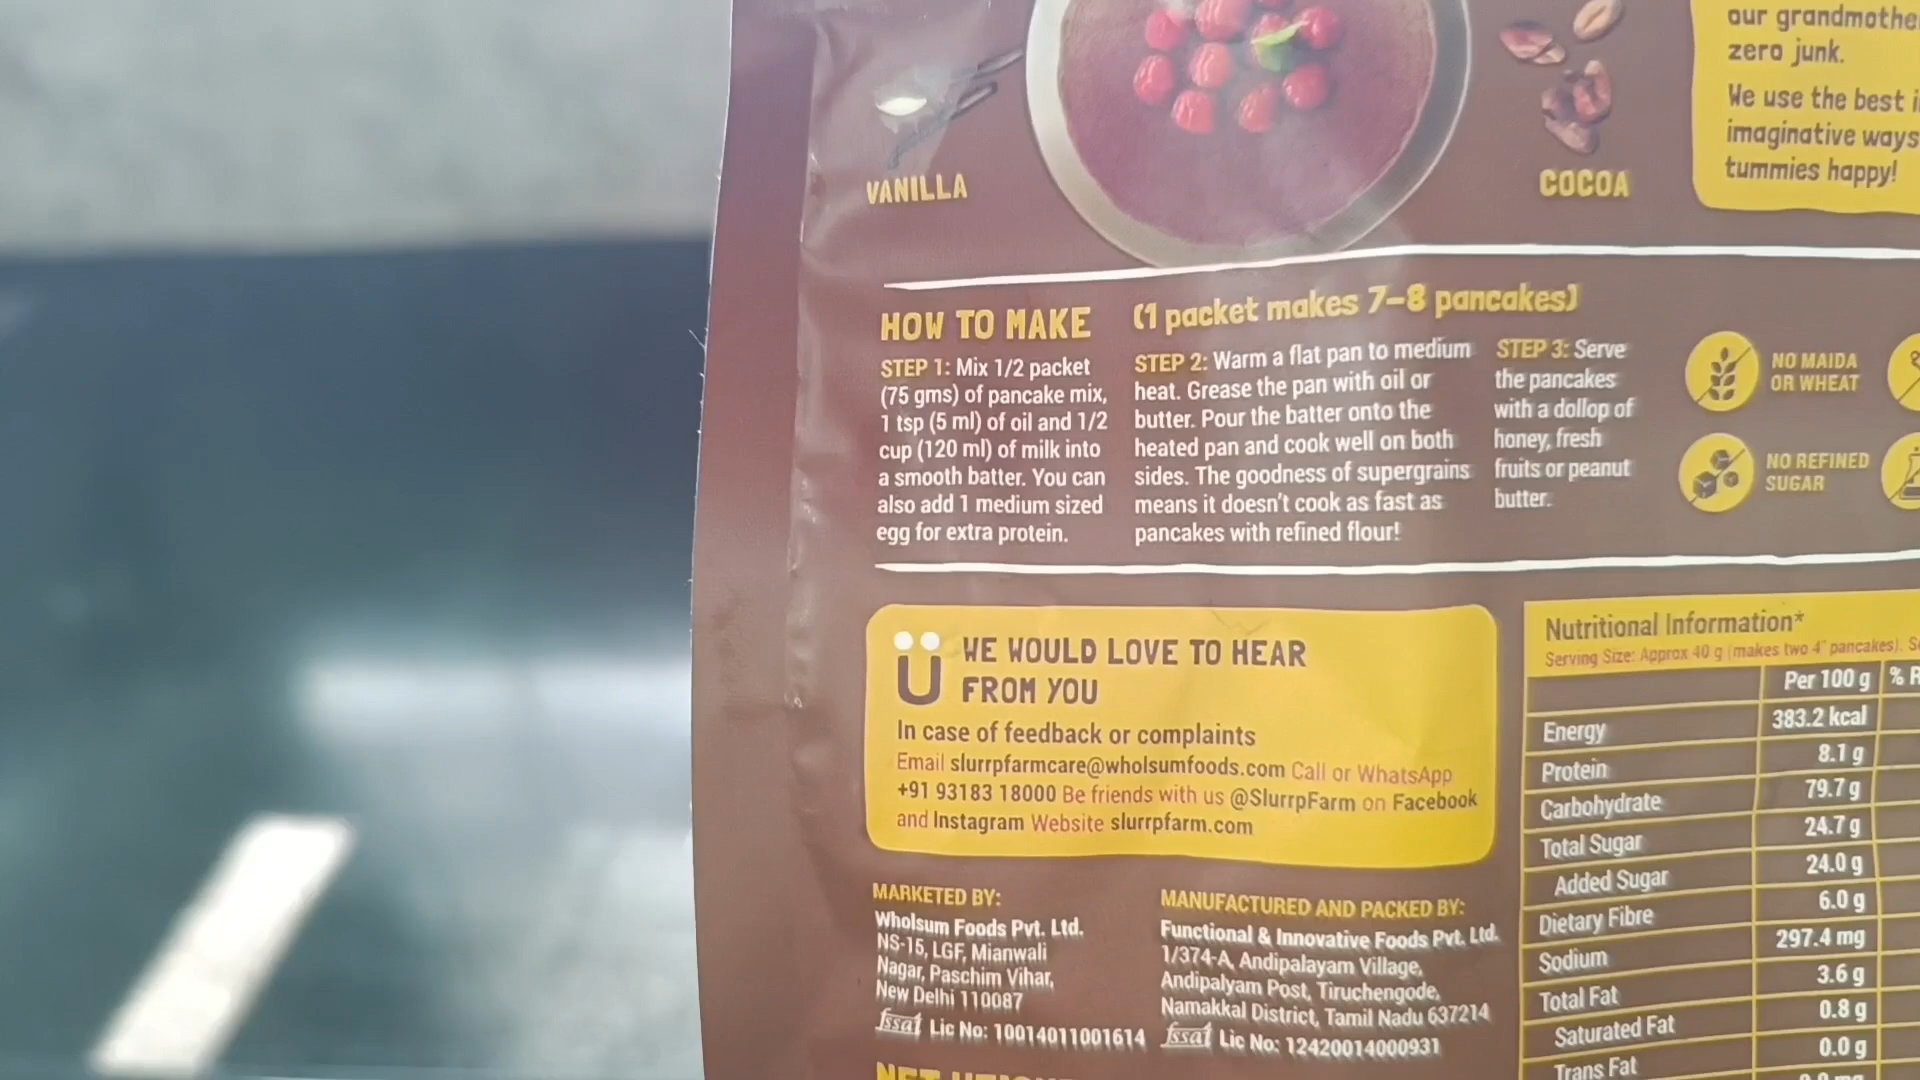 our
zero junk.
We use the best
imaginative ways
tummies happy!
VANILLA
COCOA
HOW TO MAKE (1 packet makes 7-8 pancakes)
STEP 1: Mix 1/2 packet
(75 gms) of pancake mix,
1 tsp (5 ml) of oil and 1/2
cup (120 ml) of milk into
a smooth batter. You can
also add 1 medium sized
egg for extra protein.
STEP 2: Warm a flat pan to medium
heat. Grease the pan with oil or
butter. Pour the batter onto the
heated pan and cook well on both
sides. The goodness of supergrains
means it doesn't cook as fast as
pancakes with refined flour!
STEP 3: Serve
the pancakes
with a dollop of
honey, fresh
fruits or peanut
butter.
NO MAIDA
OR WHEAT
NO REFINED
SUGAR
WE WOULD LOVE TO HEAR
FROM YOU
In case of feedback or complaints
Email slurrpfarmcare@wholsumfoods.com Call or WhatsApp
+91 93183 18000 Be friends with us @SlurrpFarm on Facebook
and Instagram Website slurrpfarm.com
MARKETED BY:
Wholsum Foods Pvt. Ltd.
NS-15, LGF, Mianwali
Nagar, Paschim Vihar,
New Delhi 110087
fssai Lic No: 10014011001614
MANUFACTURED AND PACKED BY:
Functional & Innovative Foods Pvt. Ltd.
1/374-A, Andipalayam Village,
Andipalyam Post, Tiruchengode,
Namakkal District, Tamil Nadu 637214
fssai Lic No: 12420014000931
Nutritional Information*
Serving Size: Approx 40 g (makes two 4" pancakes).
Per 100 g %
Energy 383.2 kcal
Protein 8.1 g
Carbohydrate 79.7 g
Total Sugar 24.7 g
Added Sugar 24.0 g
Dietary Fibre 6.0 g
Sodium 297.4 mg
Total Fat 3.6 g
Saturated Fat 0.8 g
Trans Fat 0.0 g